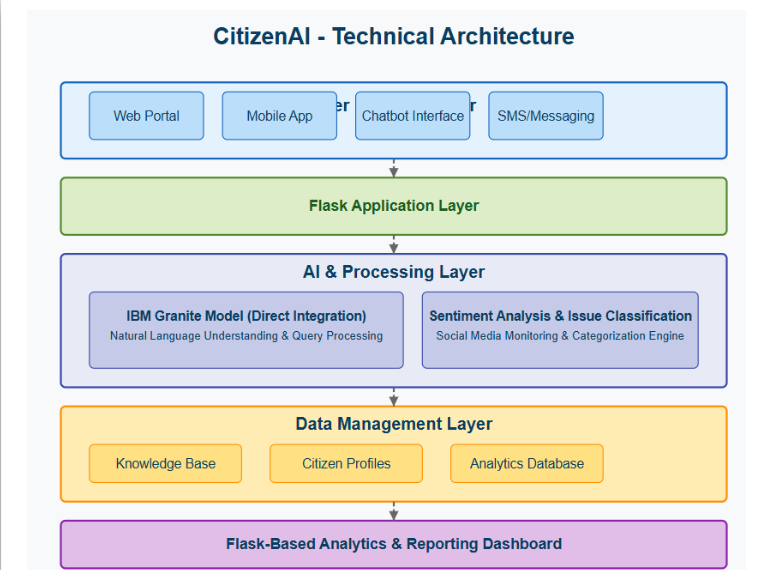 CitizenAI - Technical Architecture
Web Portal
Mobile App
Chatbot Interface
SMS/Messaging
Flask Application Layer
AI & Processing Layer
IBM Granite Model (Direct Integration)
Natural Language Understanding & Query Processing
Sentiment Analysis & Issue Classification
Social Media Monitoring & Categorization Engine
Data Management Layer
Knowledge Base
Citizen Profiles
Analytics Database
Flask-Based Analytics & Reporting Dashboard